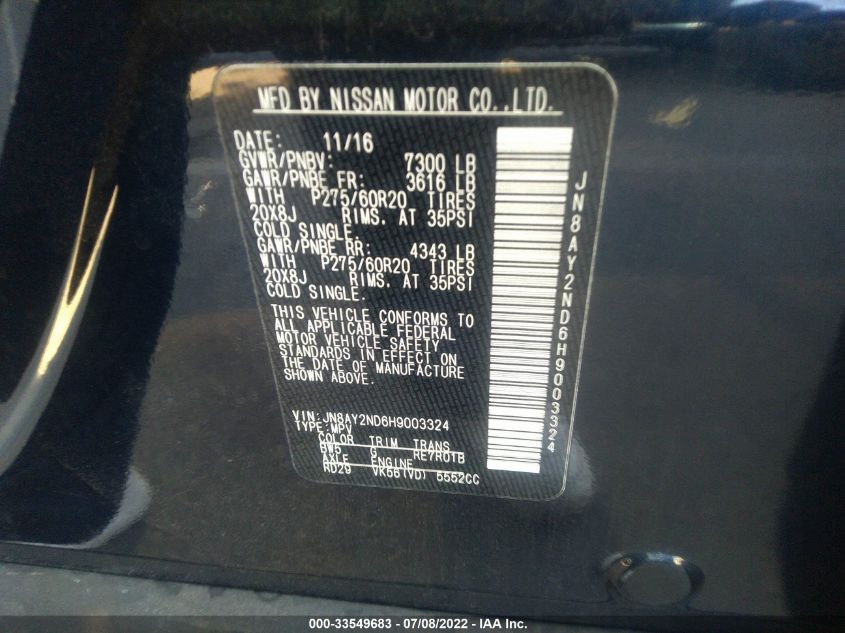 MFD BY NISSAN MOTOR CO.,LTD.
DATE: 11/16
GVWR/PNBV: 7300 LB
GAWR/PNBE FR: 3616 LB
WITH P275/60R20 TIRES
20X8J RIMS. AT 35PSI
COLD SINGLE.
GAWR/PNBE RR: 4343 LB
WITH P275/60R20 TIRES
20X8J RIMS. AT 35PSI
COLD SINGLE.
THIS VEHICLE CONFORMS TO
ALL APPLICABLE FEDERAL
MOTOR VEHICLE SAFETY
STANDARDS IN EFFECT ON
THE DATE OF MANUFACTURE
SHOWN ABOVE.
VIN:JN8AY2ND6H9003324
TYPE:MPV
COLOR TRIM TRANS
BW5 G RE7R01B
AXLE ENGINE
RD29 VK56(VD) 5552CC
JN8AY2ND6H9003324
000-33549683 - 07/08/2022 - IAA Inc.